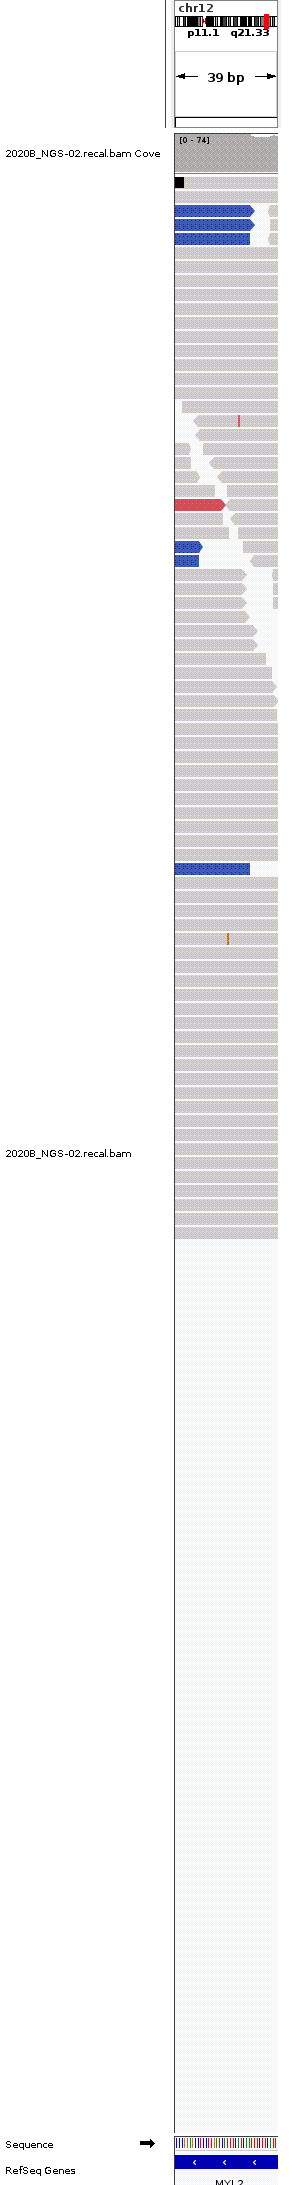 chr12
p11.1 q21.33
39 bp
2020B_NGS-02.recal.bam Cove
[0 - 74]
2020B_NGS-02.recal.bam
Sequence
RefSeq Genes
MYL2